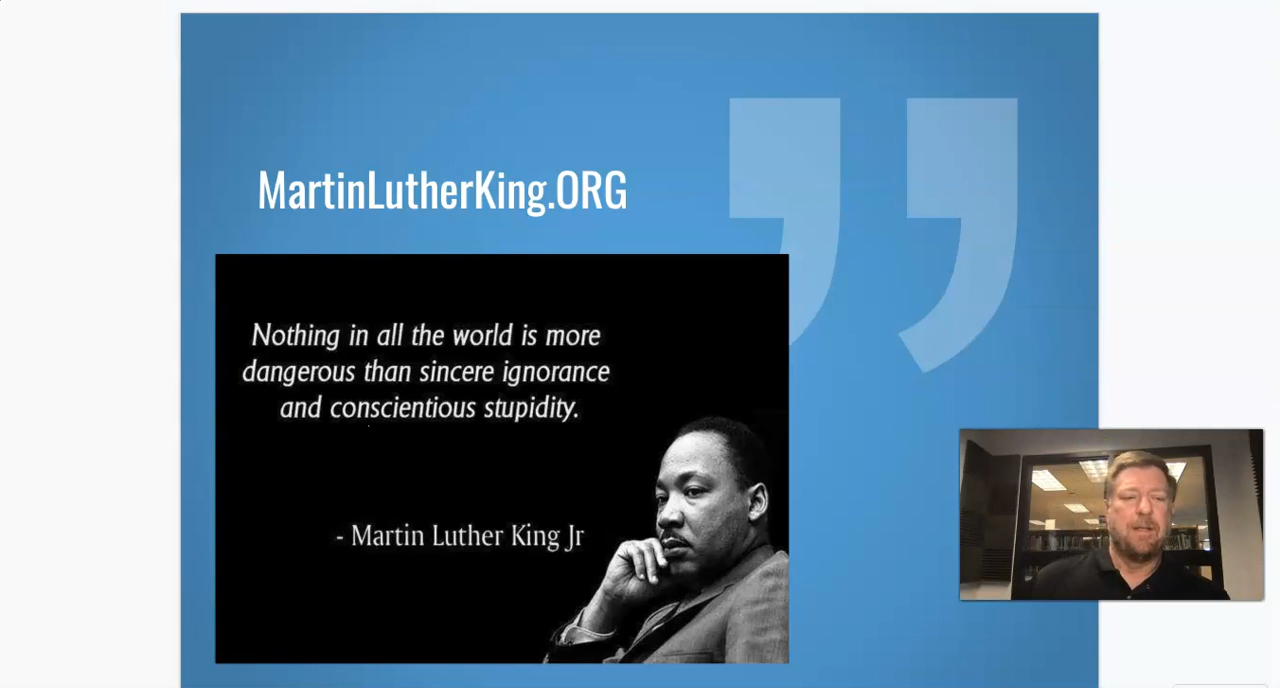 MartinLutherKing.ORG
Nothing in all the world is more
dangerous than sincere ignorance
and conscientious stupidity.
- Martin Luther King Jr